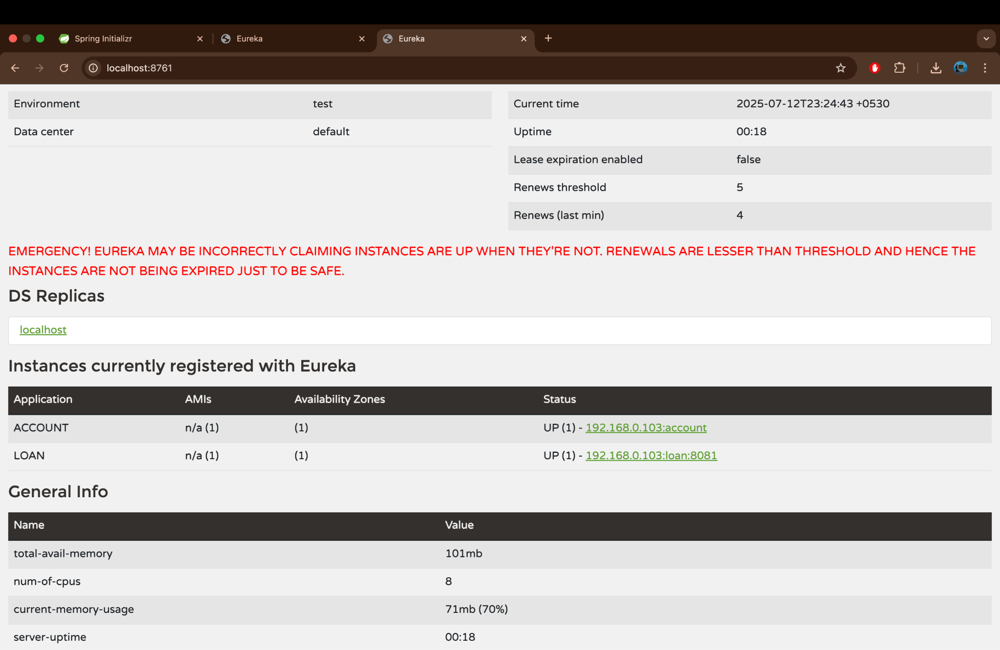 Spring Initializr
Eureka
Eureka
localhost:8761
Environment test
Data center default
Current time 2025-07-12T23:24:43 +0530
Uptime 00:18
Lease expiration enabled false
Renews threshold 5
Renews (last min) 4
EMERGENCY! EUREKA MAY BE INCORRECTLY CLAIMING INSTANCES ARE UP WHEN THEY’RE NOT. RENEWALS ARE LESSER THAN THRESHOLD AND HENCE THE
INSTANCES ARE NOT BEING EXPIRED JUST TO BE SAFE.
DS Replicas
localhost
Instances currently registered with Eureka
Application AMIs Availability Zones Status
ACCOUNT n/a (1) (1) UP (1) - 192.168.0.103:account
LOAN n/a (1) (1) UP (1) - 192.168.0.103:loan:8081
General Info
Name Value
total-avail-memory 101mb
num-of-cpus 8
current-memory-usage 71mb (70%)
server-uptime 00:18